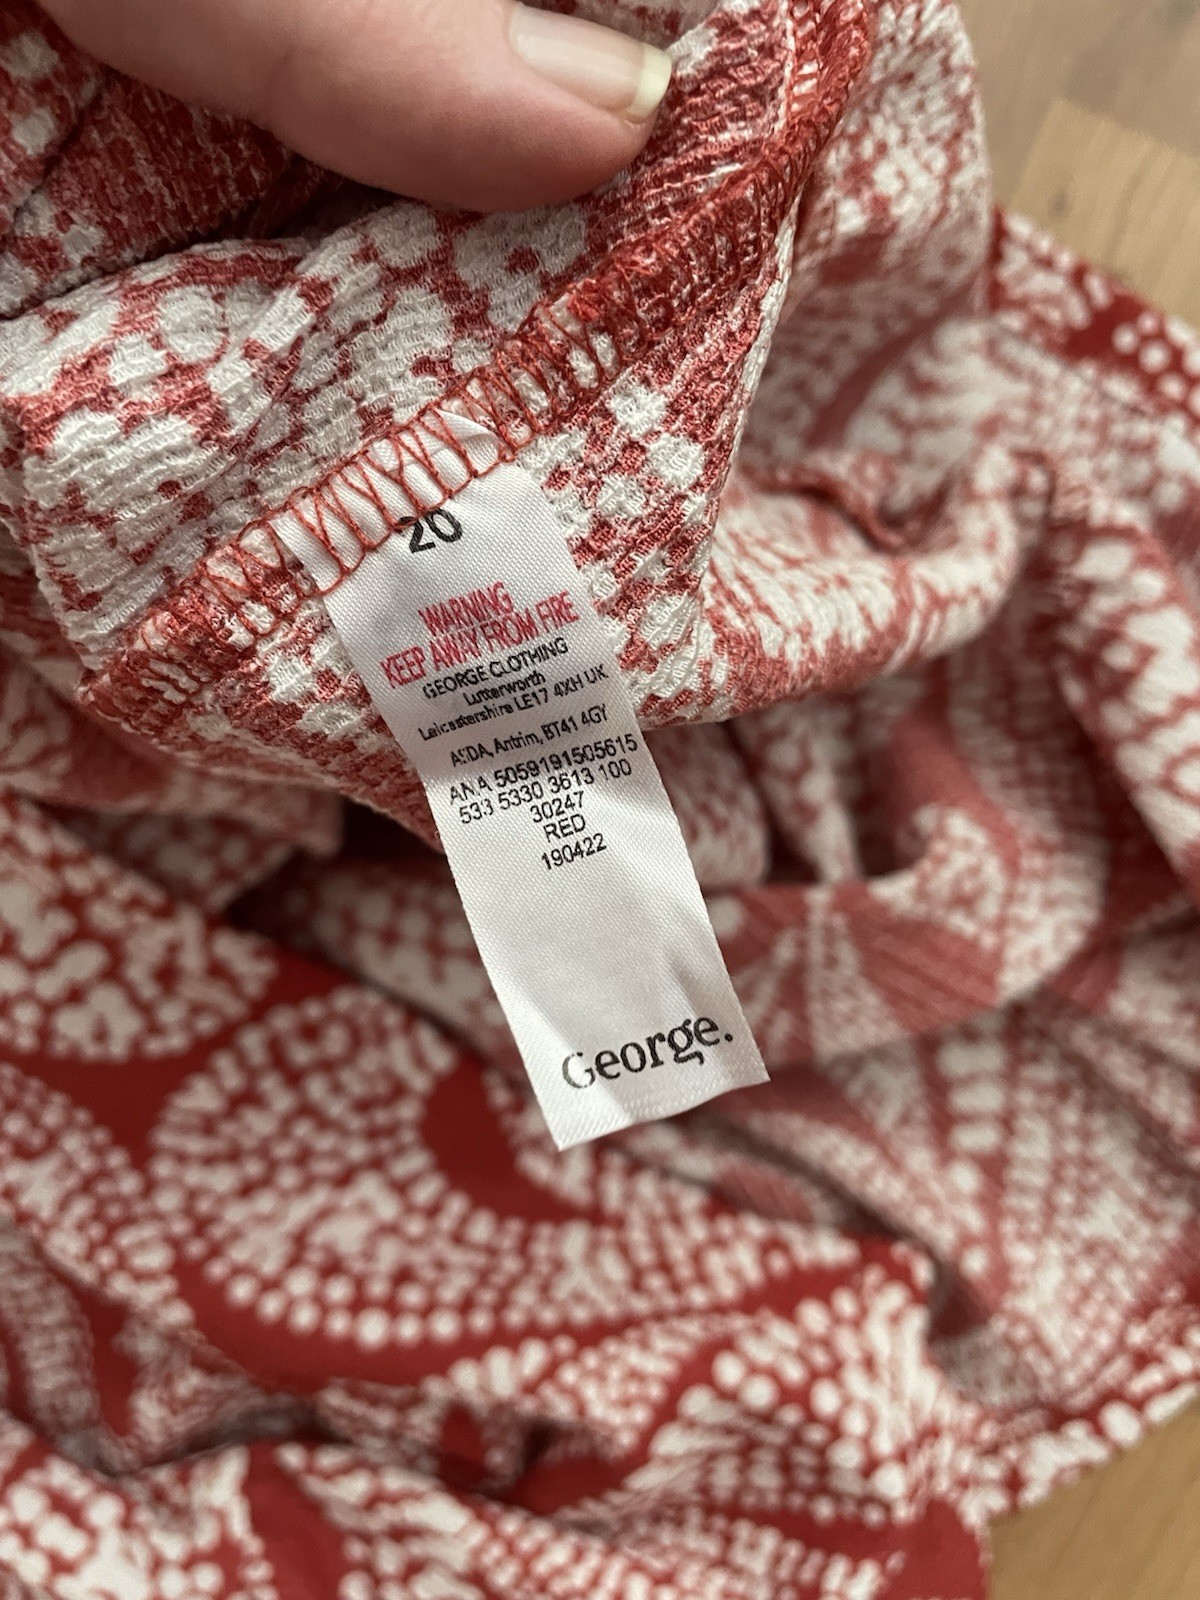 20
WARNING
KEEP AWAY FROM FIRE
GEORGE CLOTHING
Lutterworth
Leicestershire LE17 4XH UK
ASDA, Antrim, BT41 4GY
ANA 5059191505615
533 5330 3613 100
30247
RED
190422
George.